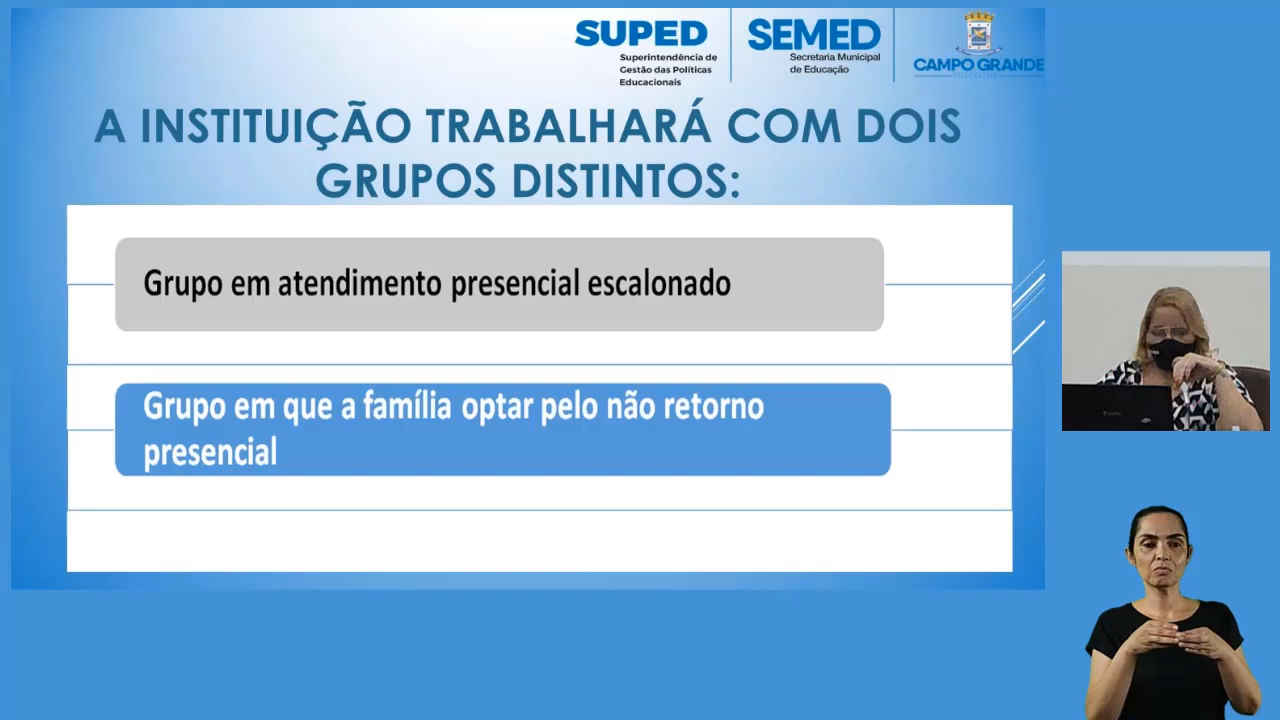 SUPED
Superintendência de
Gestão das Políticas
Educacionais
SEMED
Secretaria Municipal
de Educação
CAMPO GRANDE
PREFEITURA
A INSTITUIÇÃO TRABALHARÁ COM DOIS
GRUPOS DISTINTOS:
Grupo em atendimento presencial escalonado
Grupo em que a família optar pelo não retorno
presencial